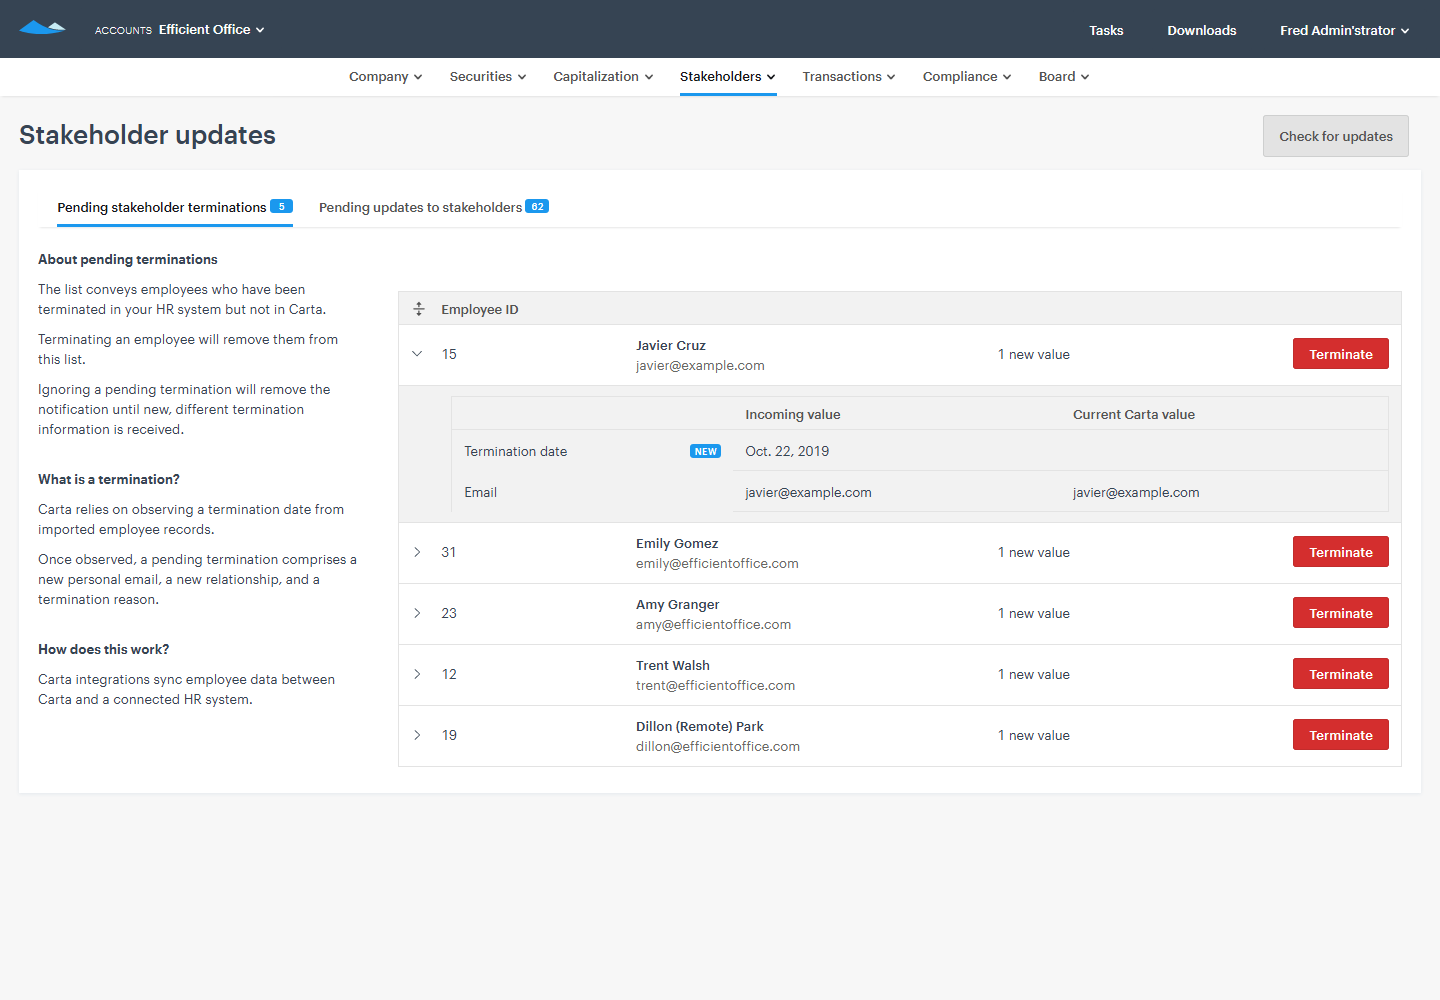 ACCOUNTS Efficient Office
Tasks
Downloads
Fred Admin'strator
Company
Securities
Capitalization
Stakeholders
Transactions
Compliance
Board
Stakeholder updates
Check for updates
Pending stakeholder terminations 5
Pending updates to stakeholders 62
About pending terminations
The list conveys employees who have been
terminated in your HR system but not in Carta.
Terminating an employee will remove them from
this list.
Ignoring a pending termination will remove the
notification until new, different termination
information is received.
What is a termination?
Carta relies on observing a termination date from
imported employee records.
Once observed, a pending termination comprises a
new personal email, a new relationship, and a
termination reason.
How does this work?
Carta integrations sync employee data between
Carta and a connected HR system.
Employee ID
15
Javier Cruz
javier@example.com
1 new value
Terminate
Incoming value
Current Carta value
Termination date
NEW
Oct. 22, 2019
Email
javier@example.com
javier@example.com
31
Emily Gomez
emily@efficientoffice.com
1 new value
Terminate
23
Amy Granger
amy@efficientoffice.com
1 new value
Terminate
12
Trent Walsh
trent@efficientoffice.com
1 new value
Terminate
19
Dillon (Remote) Park
dillon@efficientoffice.com
1 new value
Terminate